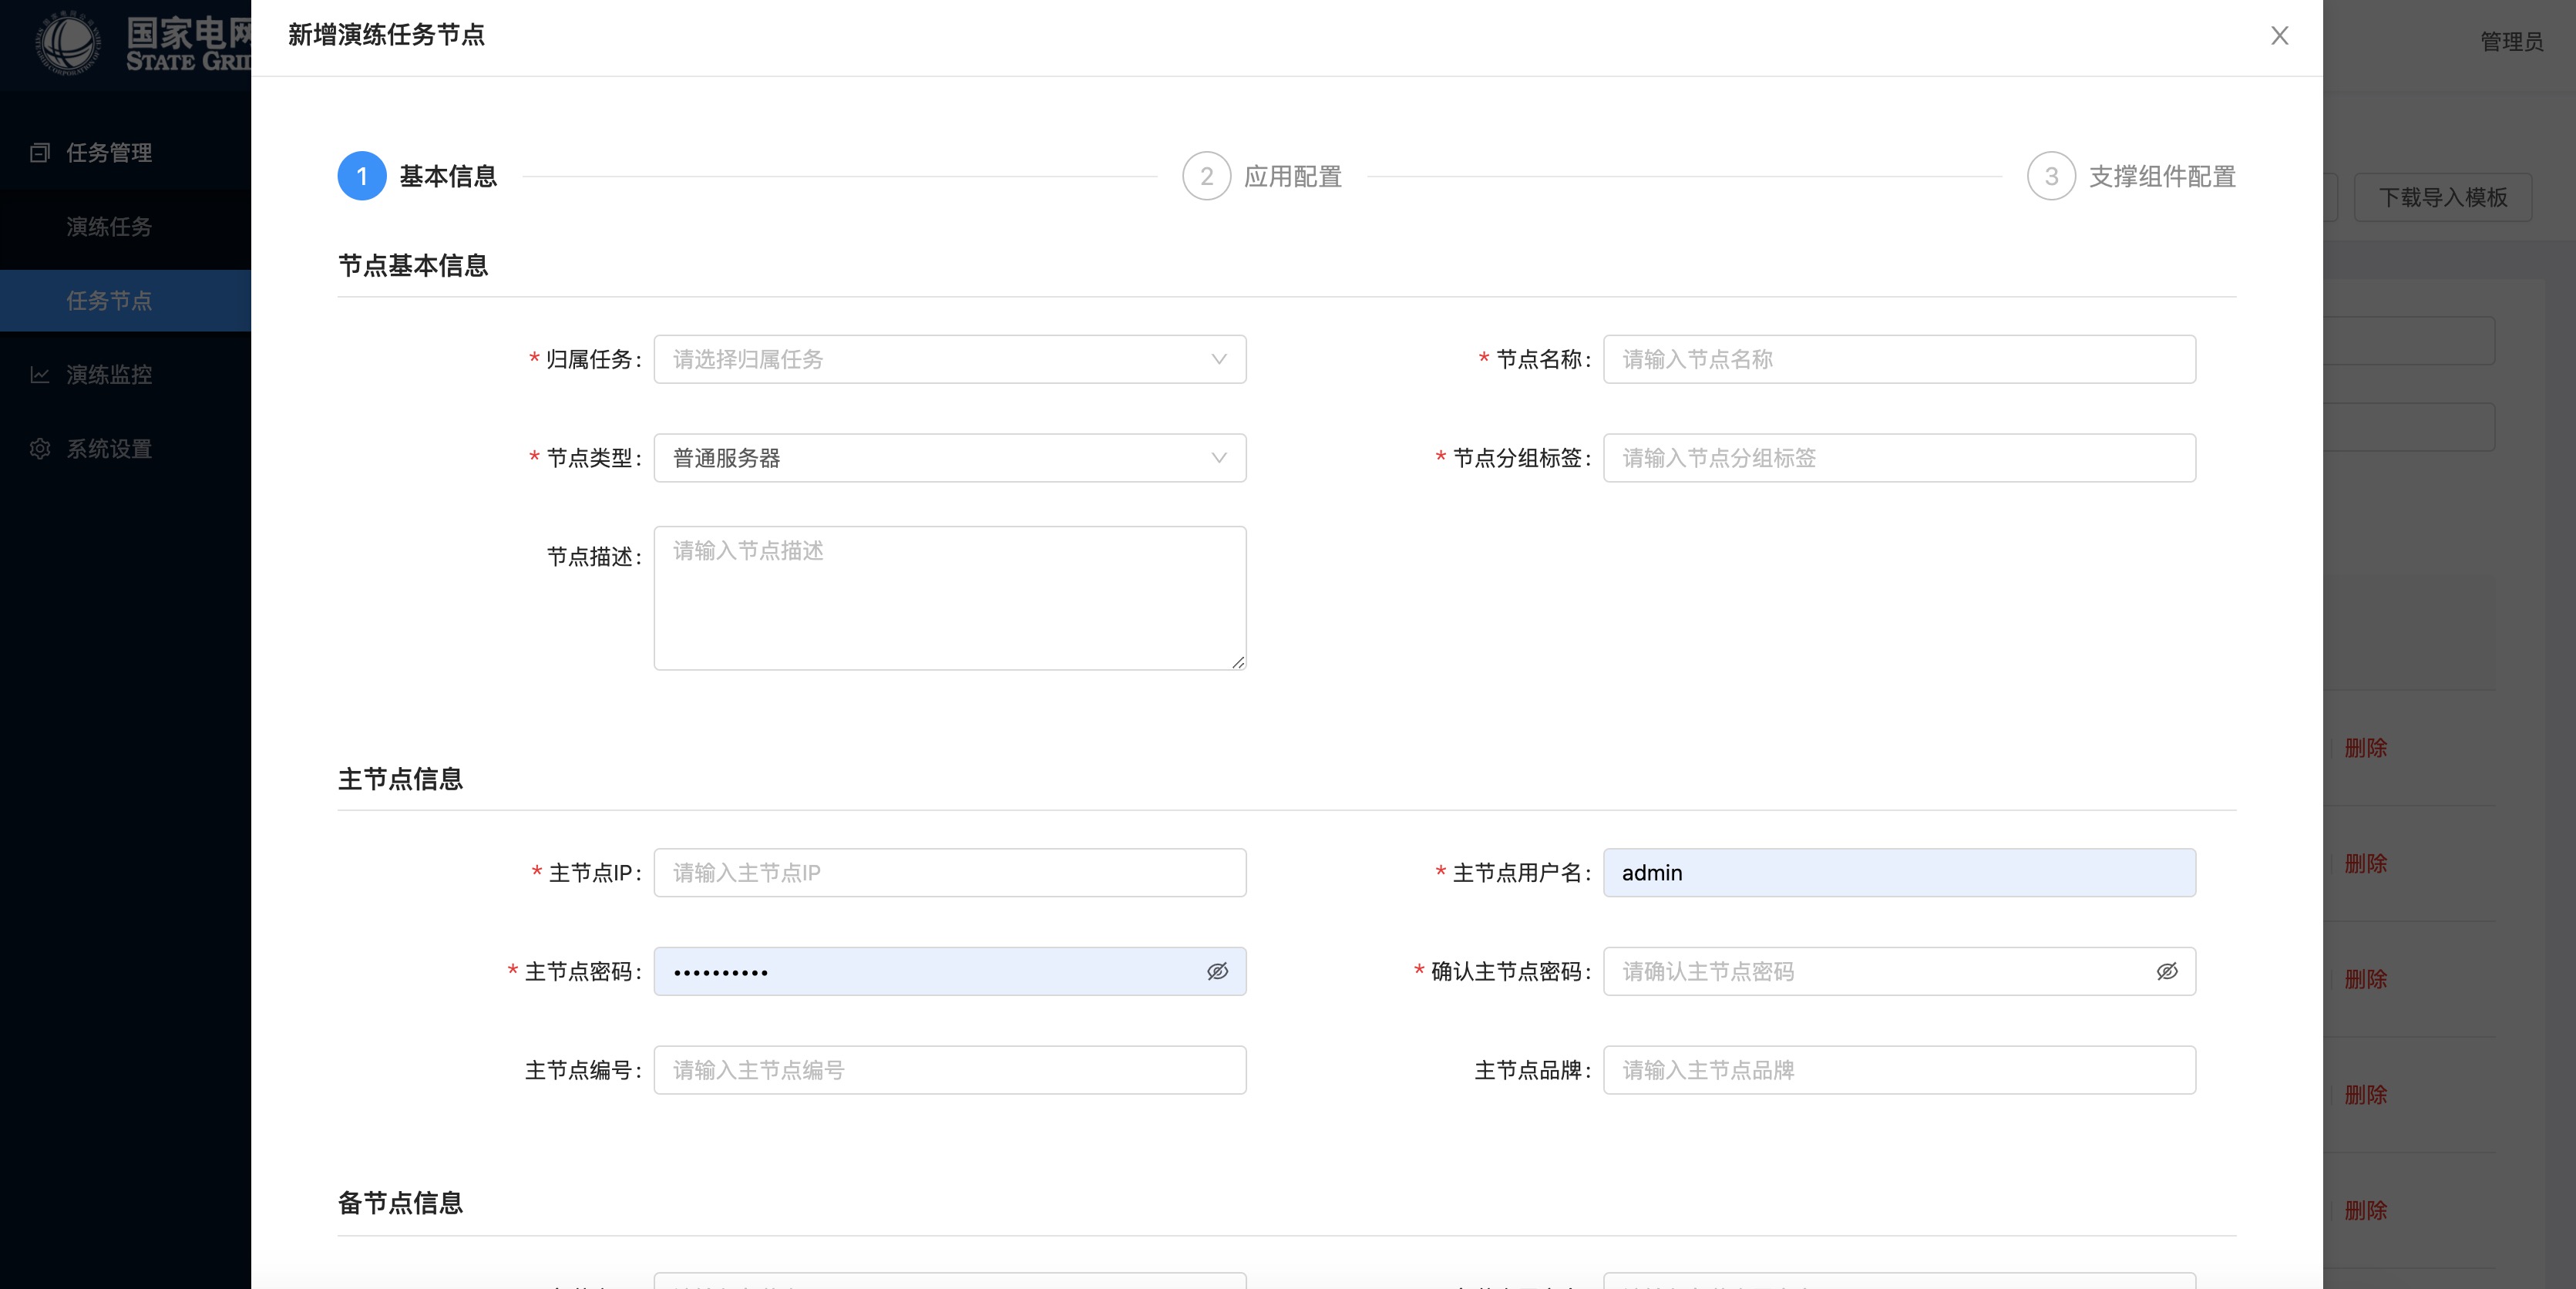 国家电网
STATE GRI
管理员
任务管理
演练任务
任务节点
演练监控
系统设置
新增演练任务节点
1 基本信息
2 应用配置
3 支撑组件配置
下载导入模板
节点基本信息
* 归属任务: 请选择归属任务
* 节点名称: 请输入节点名称
* 节点类型: 普通服务器
* 节点分组标签: 请输入节点分组标签
节点描述: 请输入节点描述
主节点信息
* 主节点IP: 请输入主节点IP
* 主节点用户名: admin
* 主节点密码: ••••••••••
* 确认主节点密码: 请确认主节点密码
主节点编号: 请输入主节点编号
主节点品牌: 请输入主节点品牌
备节点信息
删除
删除
删除
删除
删除